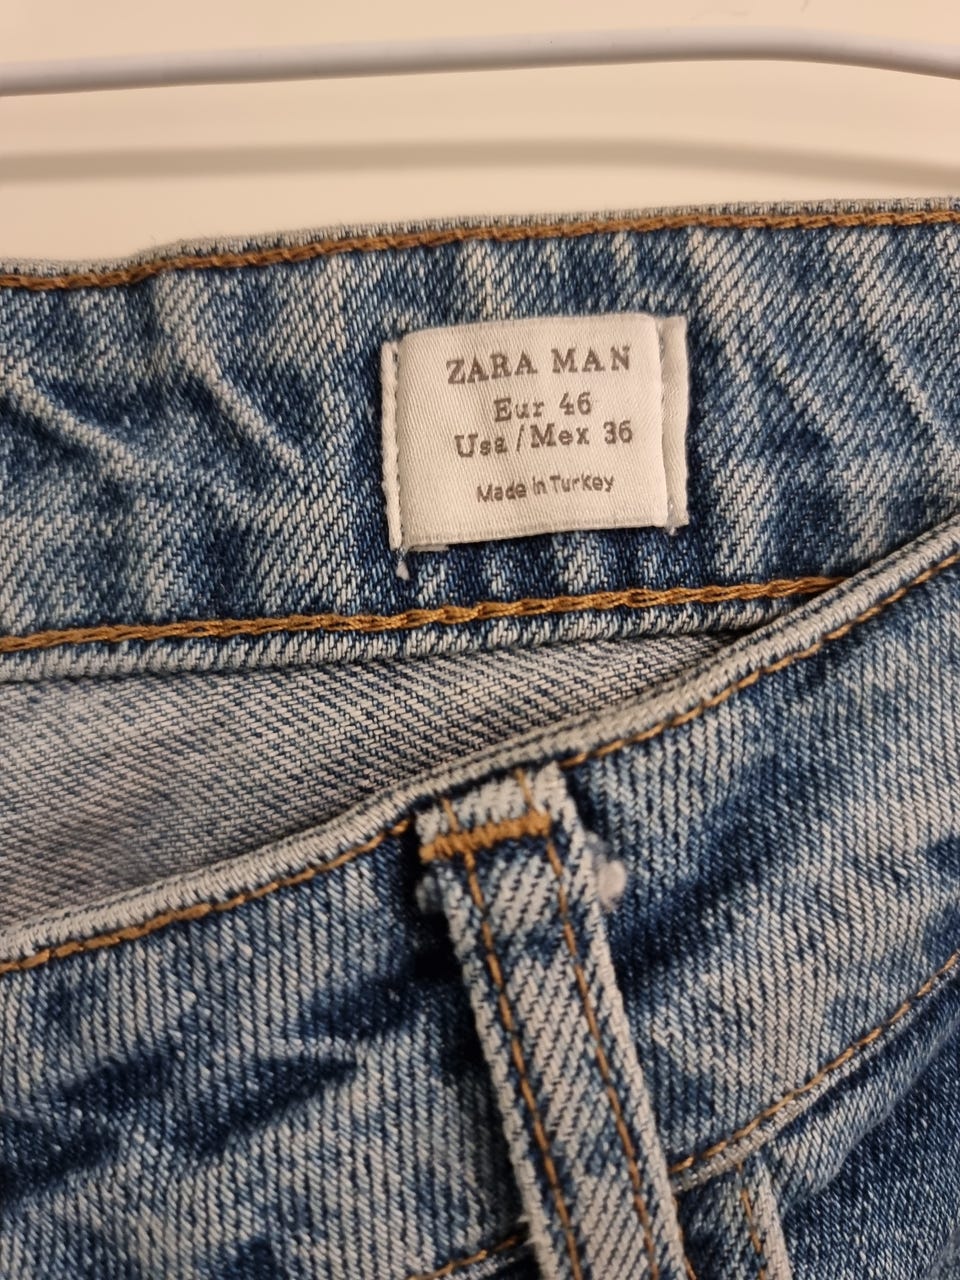 ZARA MAN
Eur 46
Usa/Mex 36
Made in Turkey